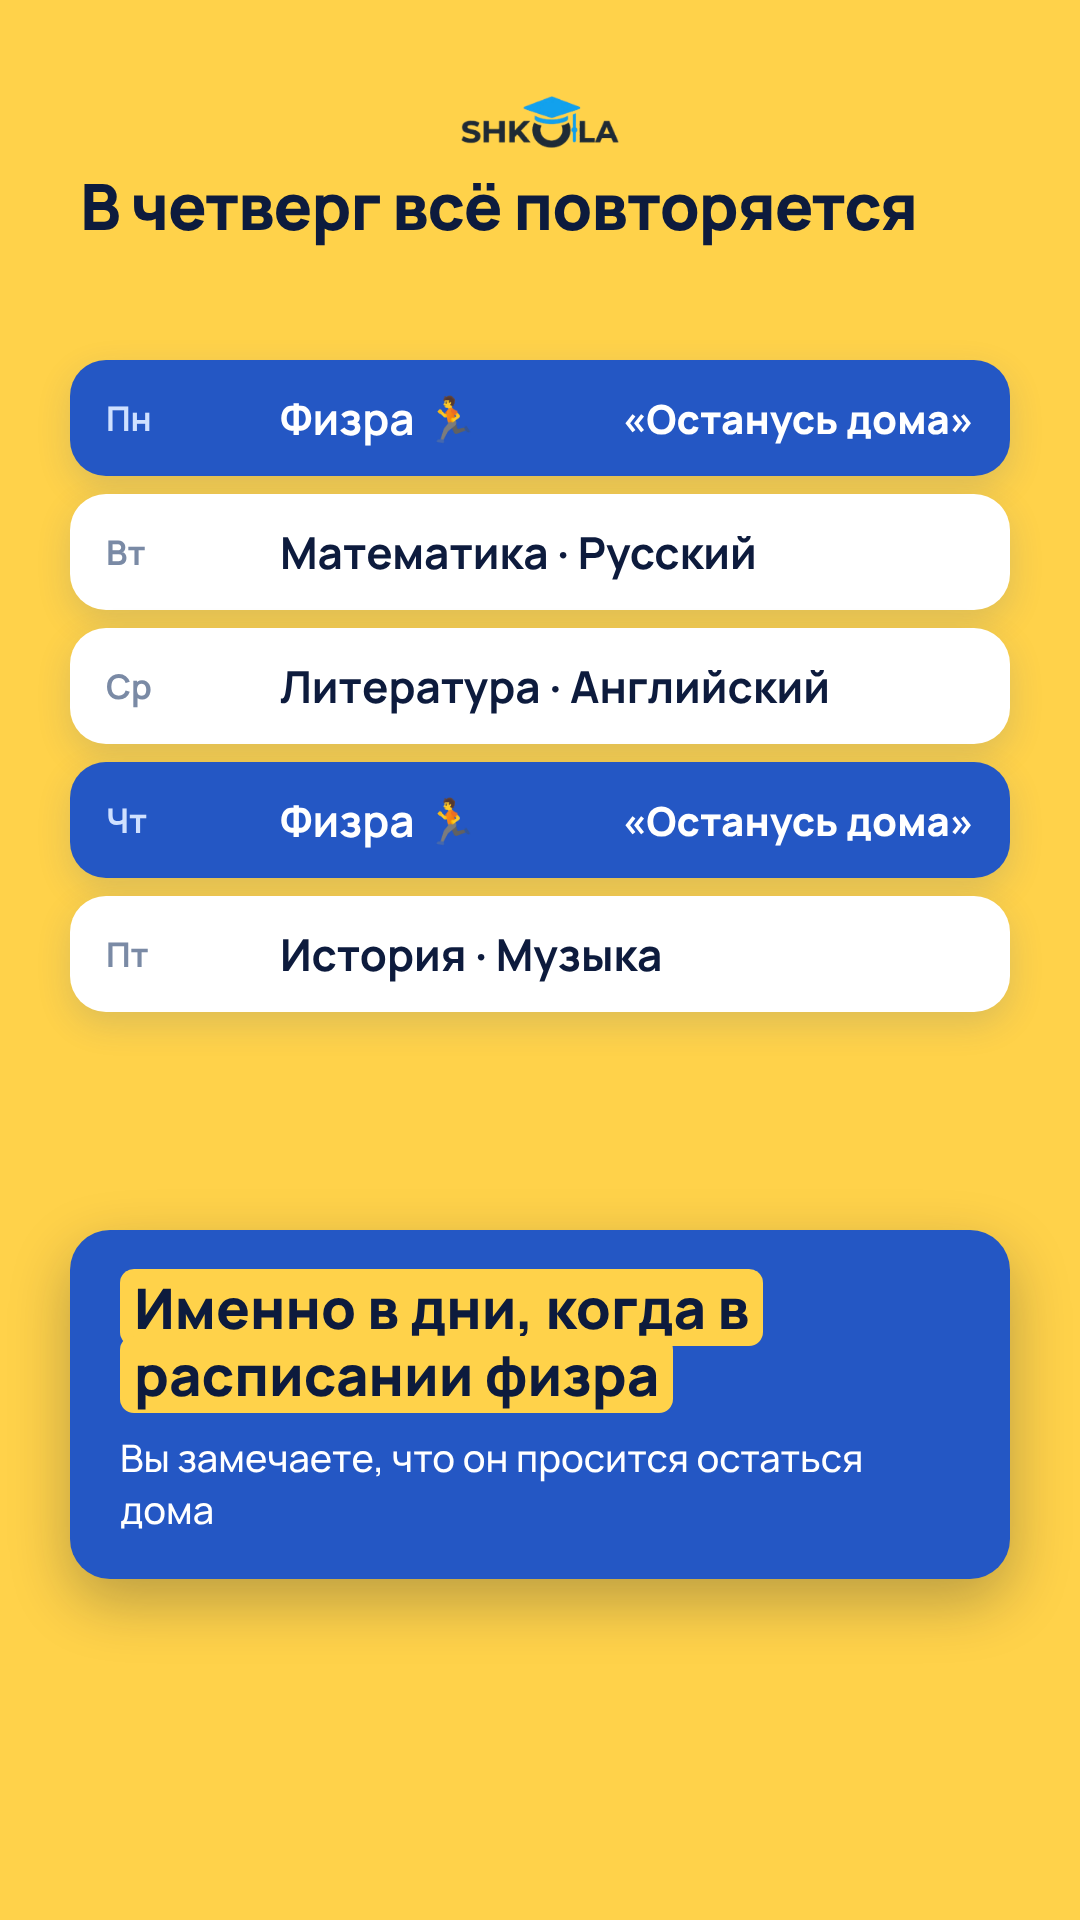 SHKOLA
В четверг всё повторяется
Пн Физра 🏃 «Останусь дома»
Вт Математика · Русский
Ср Литература · Английский
Чт Физра 🏃 «Останусь дома»
Пт История · Музыка
Именно в дни, когда в
расписании физра
Вы замечаете, что он просится остаться
дома